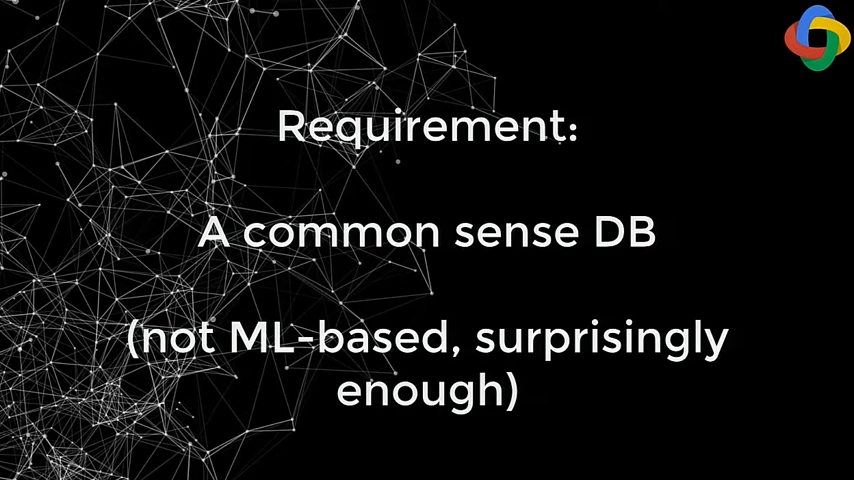 Requirement:
A common sense DB
(not ML-based, surprisingly
enough)